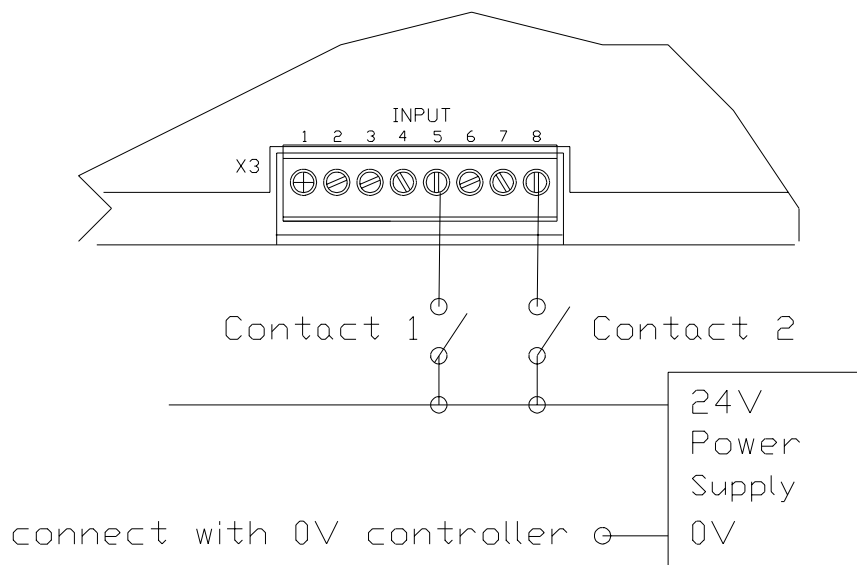 INPUT
1 2 3 4 5 6 7 8
X3
Contact 1
Contact 2
24V
Power
Supply
connect with 0V controller
0V